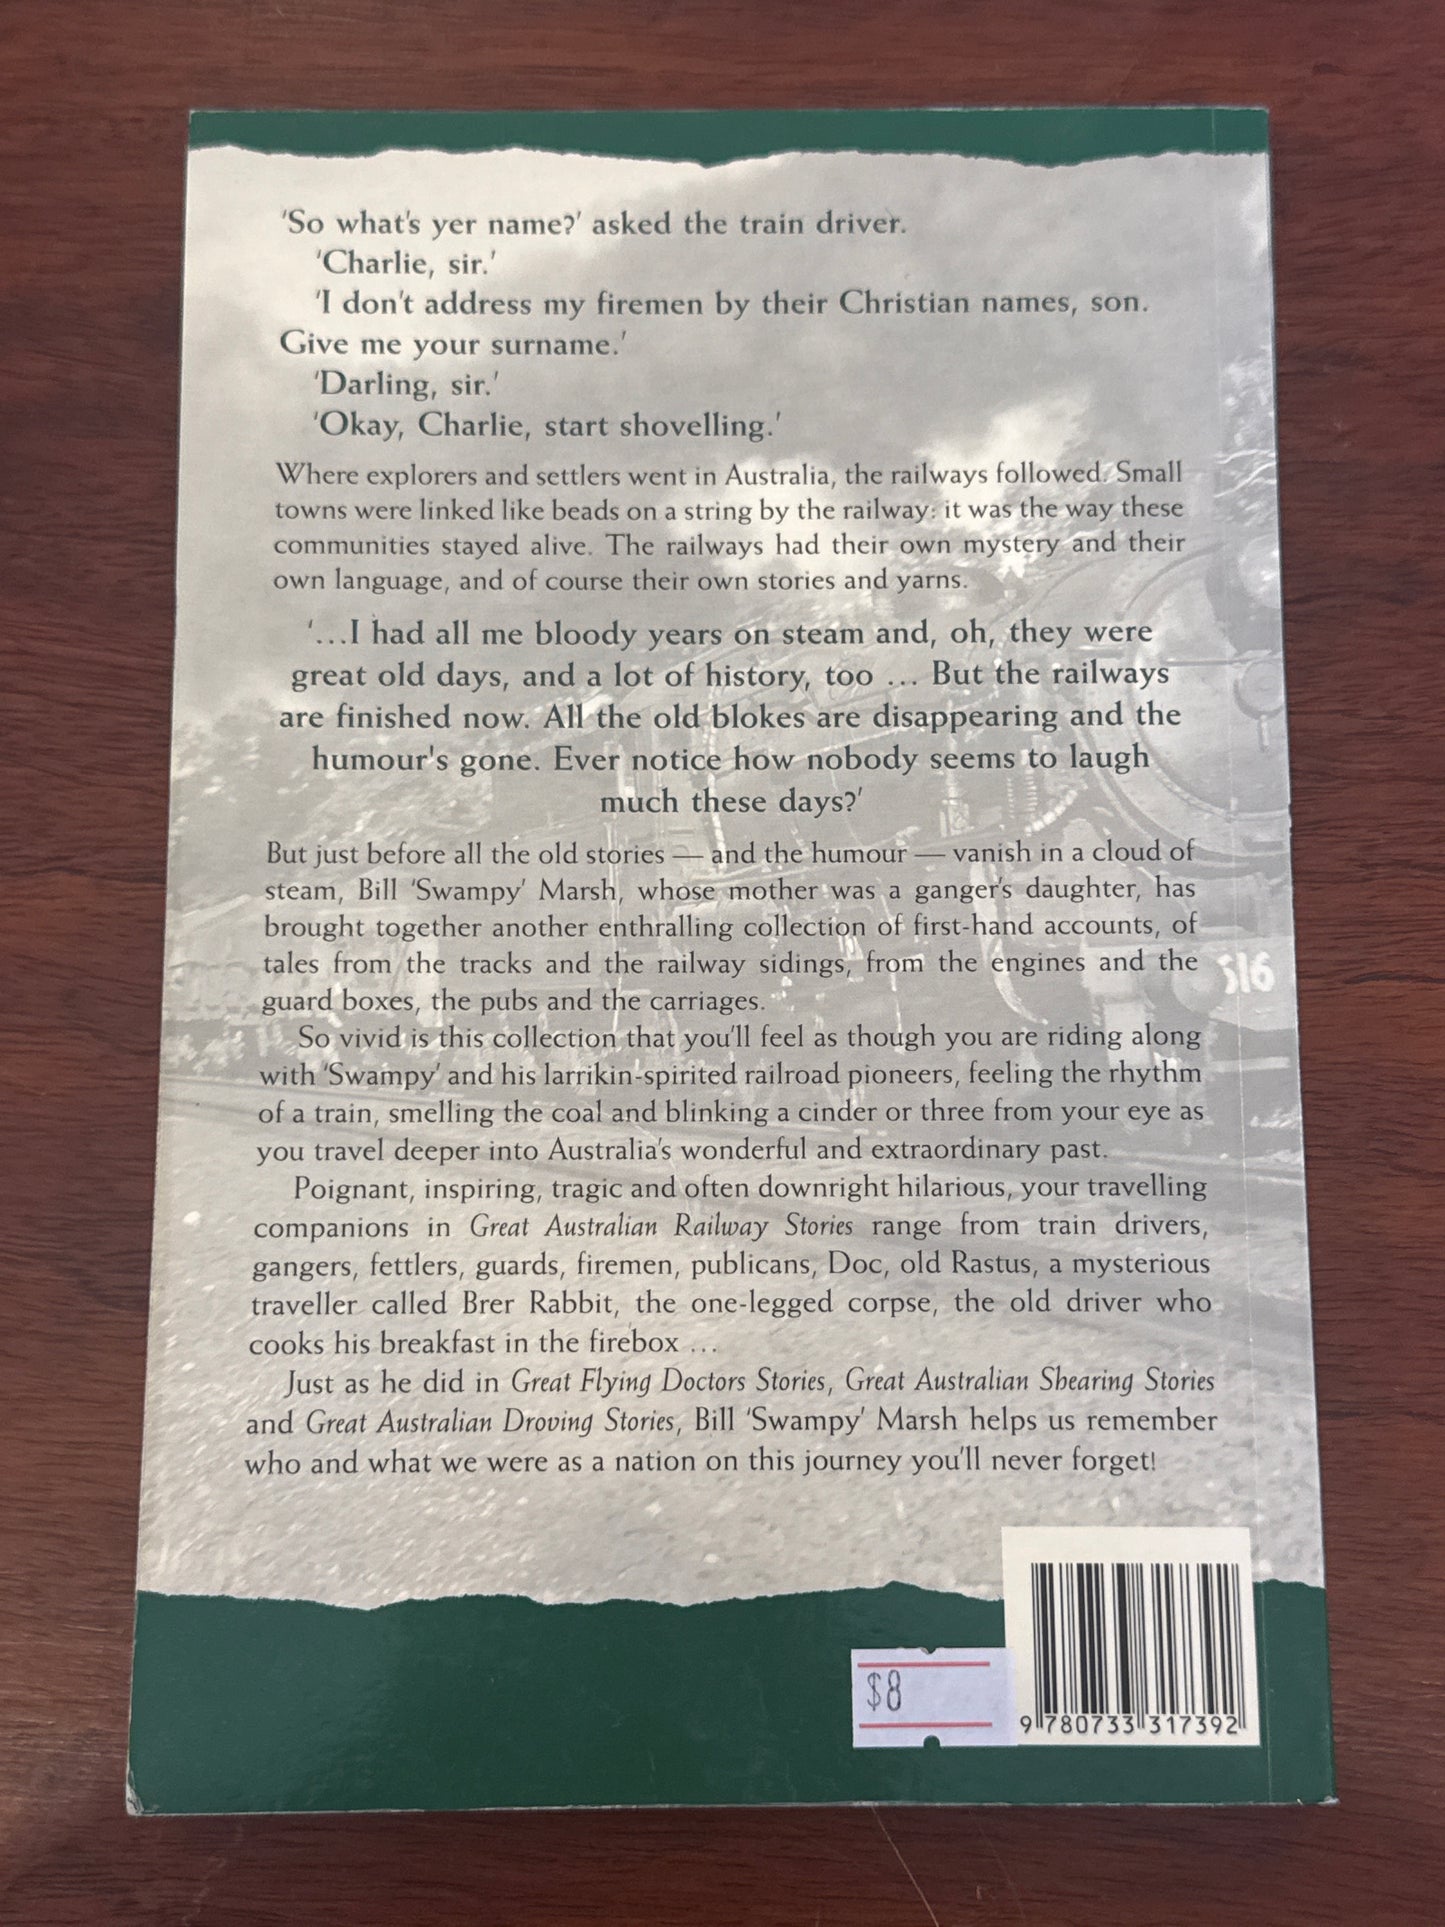 'So what's yer name?' asked the train driver.
'Charlie, sir.'
'I don't address my firemen by their Christian names, son.
Give me your surname.'
'Darling, sir.'
'Okay, Charlie, start shovelling.'
Where explorers and settlers went in Australia, the railways followed. Small
towns were linked like beads on a string by the railway: it was the way these
communities stayed alive. The railways had their own mystery and their
own language, and of course their own stories and yarns.
'…I had all me bloody years on steam and, oh, they were
great old days, and a lot of history, too … But the railways
are finished now. All the old blokes are disappearing and the
humour's gone. Ever notice how nobody seems to laugh
much these days?'
But just before all the old stories — and the humour — vanish in a cloud of
steam, Bill 'Swampy' Marsh, whose mother was a ganger's daughter, has
brought together another enthralling collection of first-hand accounts, of
tales from the tracks and the railway sidings, from the engines and the
guard boxes, the pubs and the carriages.
So vivid is this collection that you'll feel as though you are riding along
with 'Swampy' and his larrikin-spirited railroad pioneers, feeling the rhythm
of a train, smelling the coal and blinking a cinder or three from your eye as
you travel deeper into Australia's wonderful and extraordinary past.
Poignant, inspiring, tragic and often downright hilarious, your travelling
companions in Great Australian Railway Stories range from train drivers,
gangers, fettlers, guards, firemen, publicans, Doc, old Rastus, a mysterious
traveller called Brer Rabbit, the one-legged corpse, the old driver who
cooks his breakfast in the firebox …
Just as he did in Great Flying Doctors Stories, Great Australian Shearing Stories
and Great Australian Droving Stories, Bill 'Swampy' Marsh helps us remember
who and what we were as a nation on this journey you'll never forget!
$8
9 780733 317392